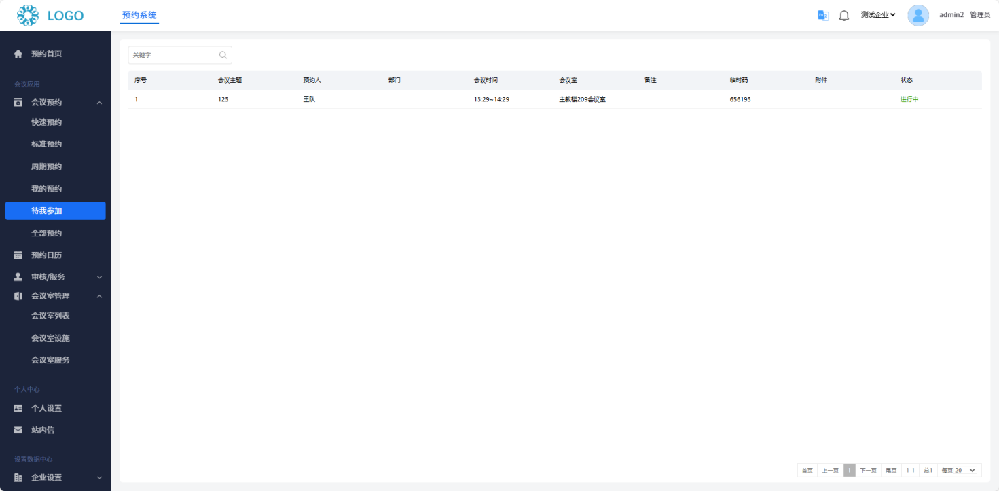 LOGO 预约系统 测试企业 admin2 管理员
预约首页
会议应用
会议预约
快速预约
标准预约
周期预约
我的预约
待我参加
全部预约
预约日历
审核/服务
会议室管理
会议室列表
会议室设施
会议室服务
个人中心
个人设置
站内信
设置数据中心
企业设置
关键字
序号 会议主题 预约人 部门 会议时间 会议室 备注 临时码 附件 状态
1 123 王队 13:29~14:29 主教楼209会议室 656193 进行中
首页 上一页 1 下一页 尾页 1-1 总1 每页 20